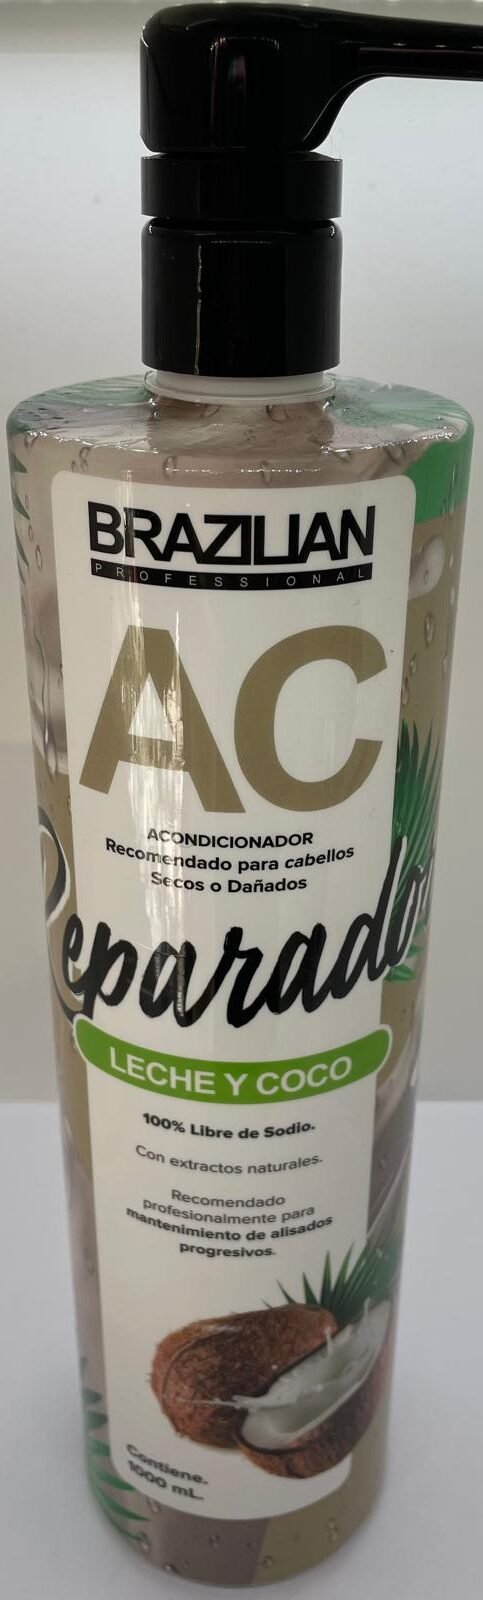 BRAZILIAN
PROFESSIONAL
AC
ACONDICIONADOR
Recomendado para cabellos
Secos o Dañados
Reparador
LECHE Y COCO
100% Libre de Sodio.
Con extractos naturales.
Recomendado
profesionalmente para
mantenimiento de alisados
progresivos.
Contiene.
1000 mL.